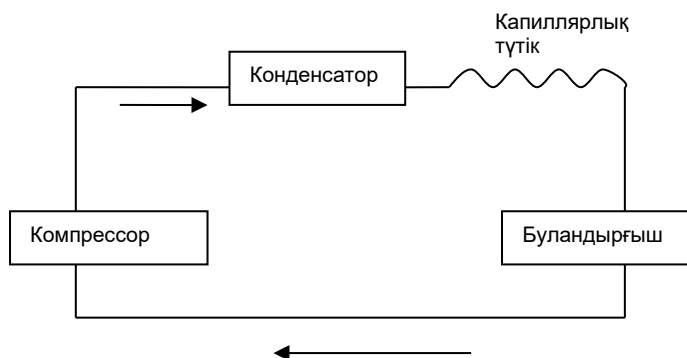 Капиллярлық
түтік
Конденсатор
Компрессор
Буландырғыш